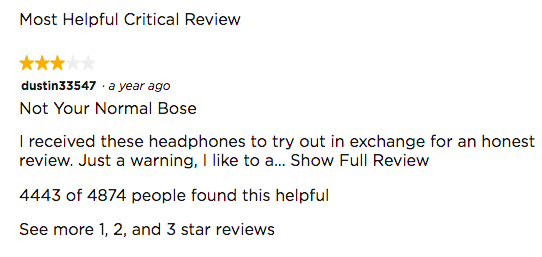 Most Helpful Critical Review
dustin33547 · a year ago
Not Your Normal Bose
I received these headphones to try out in exchange for an honest
review. Just a warning, I like to a... Show Full Review
4443 of 4874 people found this helpful
See more 1, 2, and 3 star reviews